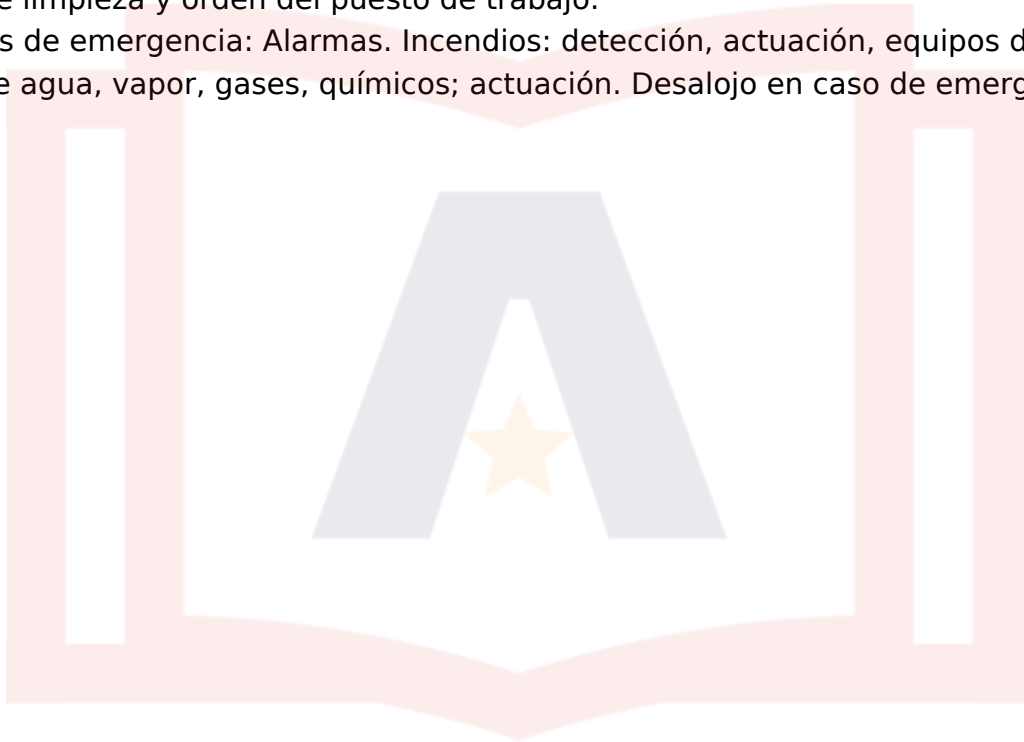 limpieza y orden del puesto de trabajo.
s de emergencia: Alarmas. Incendios: detección, actuación, equipos d
e agua, vapor, gases, químicos; actuación. Desalojo en caso de emerg